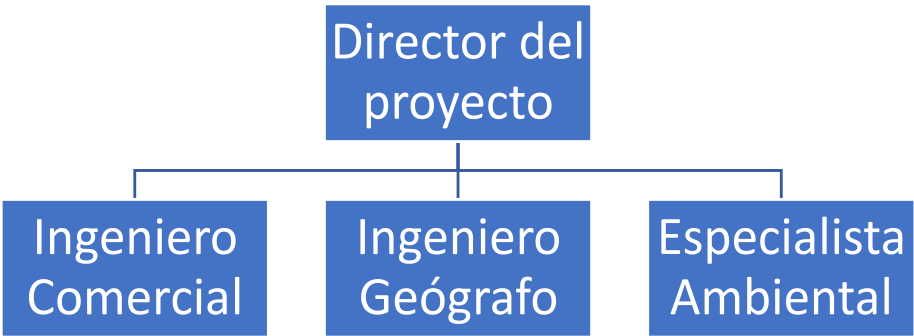 Director del
proyecto
Ingeniero
Comercial
Ingeniero
Geógrafo
Especialista
Ambiental